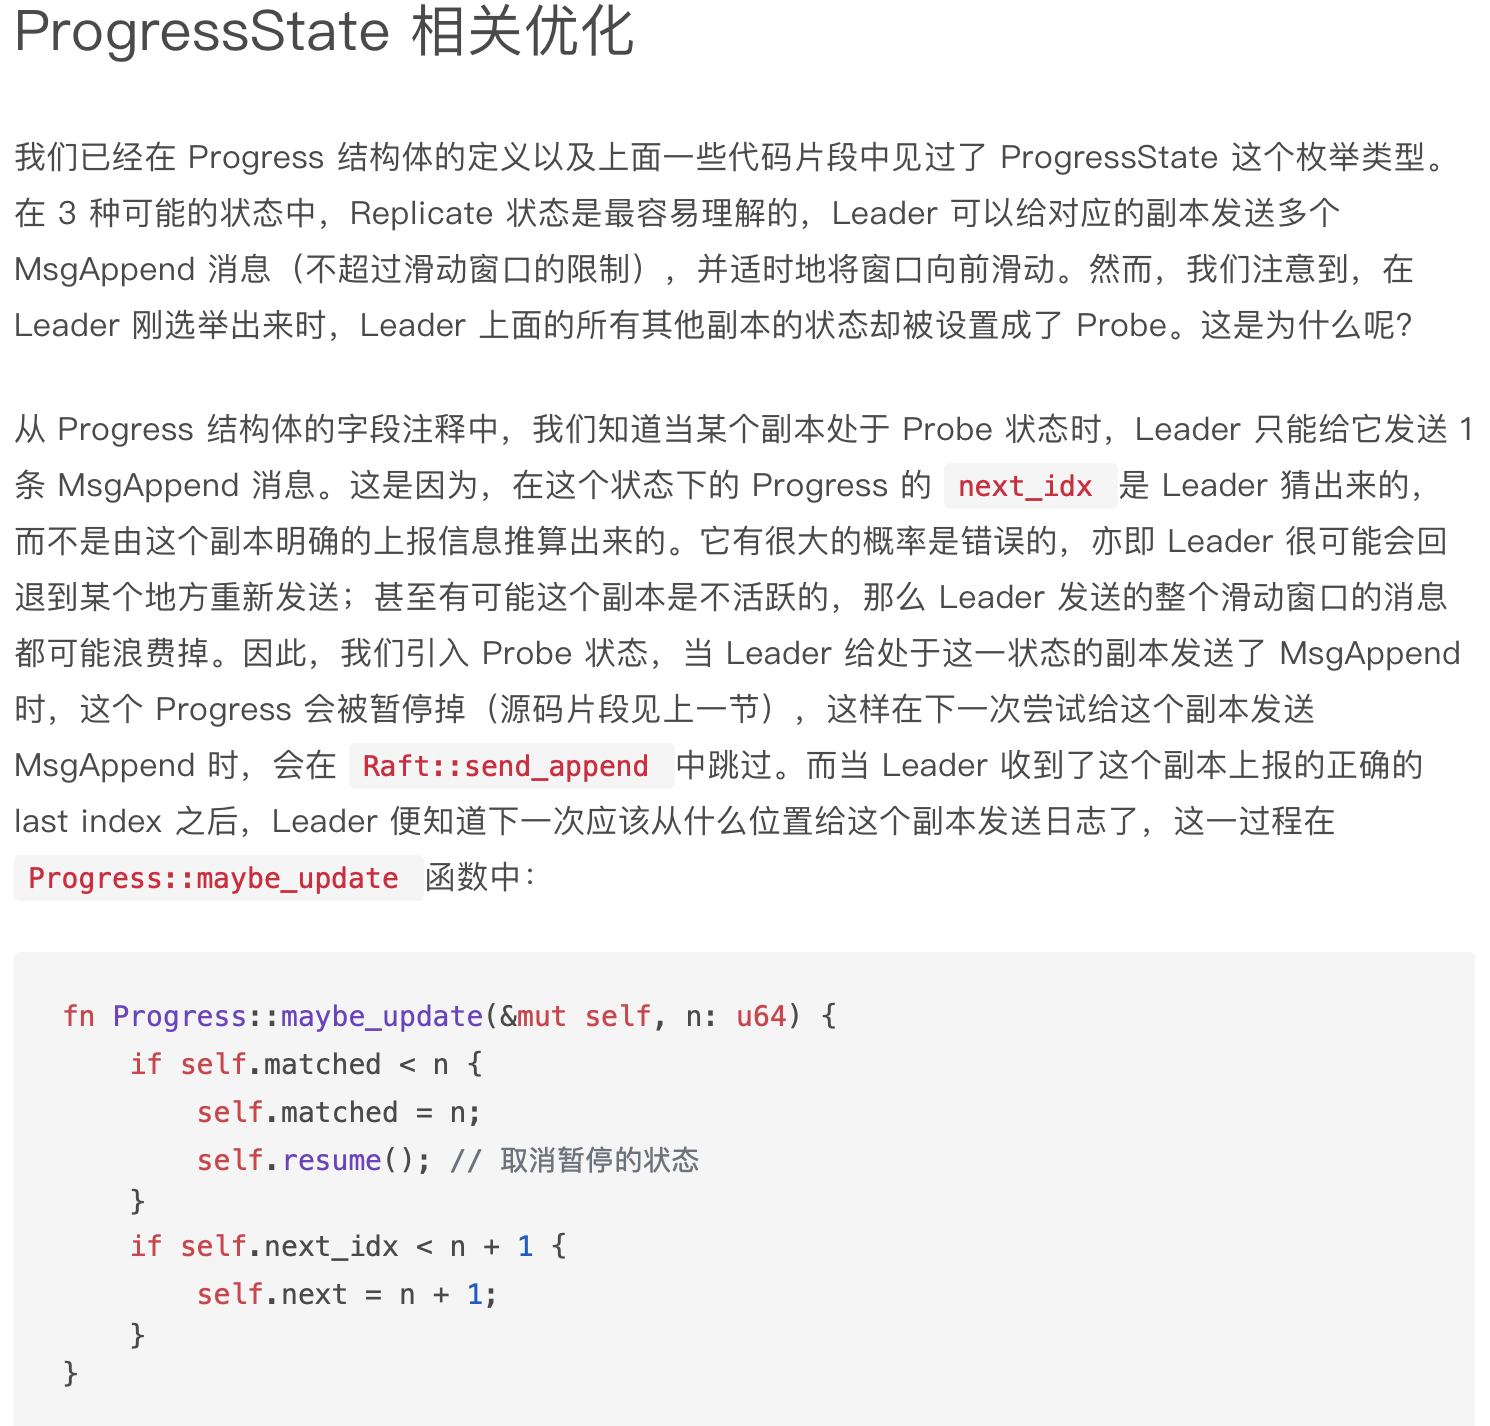 ProgressState 相关优化
我们已经在 Progress 结构体的定义以及上面一些代码片段中见过了 ProgressState 这个枚举类型。
在 3 种可能的状态中，Replicate 状态是最容易理解的，Leader 可以给对应的副本发送多个
MsgAppend 消息（不超过滑动窗口的限制），并适时地将窗口向前滑动。然而，我们注意到，在
Leader 刚选举出来时，Leader 上面的所有其他副本的状态却被设置成了 Probe。这是为什么呢？
从 Progress 结构体的字段注释中，我们知道当某个副本处于 Probe 状态时，Leader 只能给它发送 1
条 MsgAppend 消息。这是因为，在这个状态下的 Progress 的 next_idx 是 Leader 猜出来的，
而不是由这个副本明确的上报信息推算出来的。它有很大的概率是错误的，亦即 Leader 很可能会回
退到某个地方重新发送；甚至有可能这个副本是不活跃的，那么 Leader 发送的整个滑动窗口的消息
都可能浪费掉。因此，我们引入 Probe 状态，当 Leader 给处于这一状态的副本发送了 MsgAppend
时，这个 Progress 会被暂停掉（源码片段见上一节），这样在下一次尝试给这个副本发送
MsgAppend 时，会在 Raft::send_append 中跳过。而当 Leader 收到了这个副本上报的正确的
last index 之后，Leader 便知道下一次应该从什么位置给这个副本发送日志了，这一过程在
Progress::maybe_update 函数中：
fn Progress::maybe_update(&mut self, n: u64) {
    if self.matched < n {
        self.matched = n;
        self.resume(); // 取消暂停的状态
    }
    if self.next_idx < n + 1 {
        self.next = n + 1;
    }
}